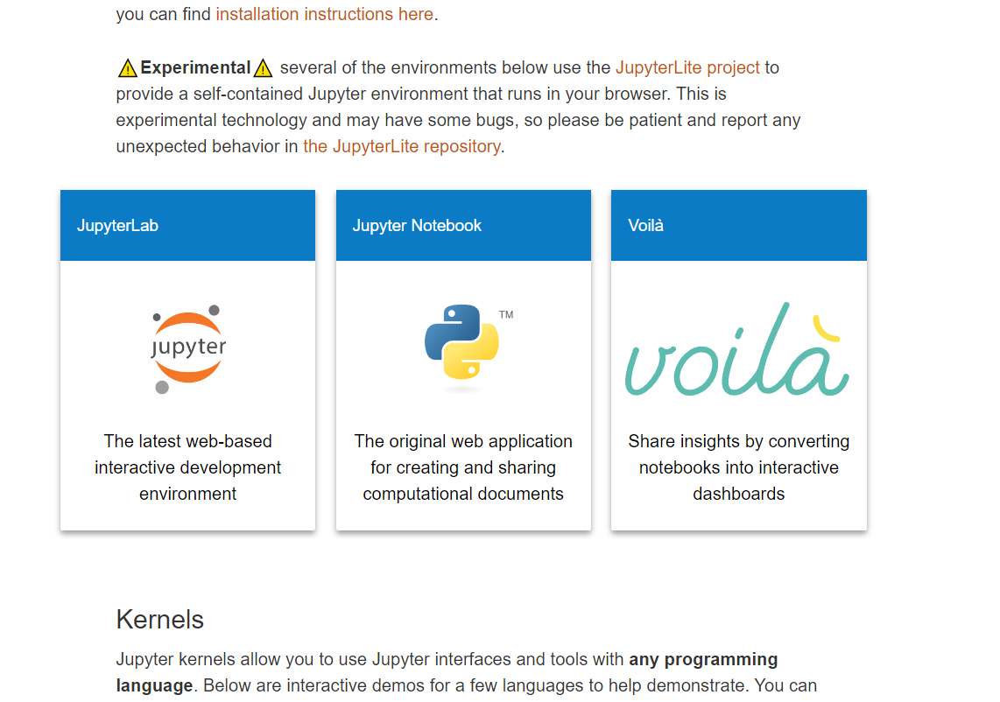 you can find installation instructions here.
⚠Experimental⚠ several of the environments below use the JupyterLite project to
provide a self-contained Jupyter environment that runs in your browser. This is
experimental technology and may have some bugs, so please be patient and report any
unexpected behavior in the JupyterLite repository.
JupyterLab
jupyter
The latest web-based
interactive development
environment
Jupyter Notebook
TM
The original web application
for creating and sharing
computational documents
Voilà
voilà
Share insights by converting
notebooks into interactive
dashboards
Kernels
Jupyter kernels allow you to use Jupyter interfaces and tools with any programming
language. Below are interactive demos for a few languages to help demonstrate. You can